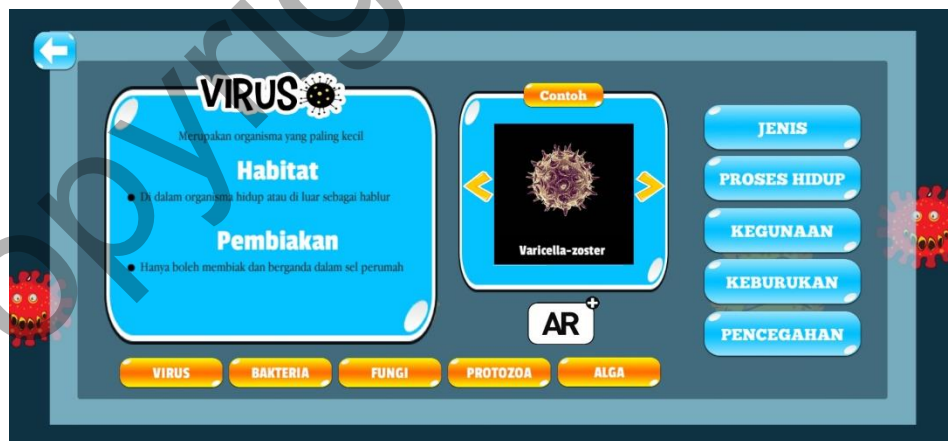 VIRUS
Merupakan organisma yang paling kecil
Habitat
● Di dalam organisma hidup atau di luar sebagai hablur
Pembiakan
● Hanya boleh membiak dan berganda dalam sel perumah
Contoh
Varicella-zoster
AR+
JENIS
PROSES HIDUP
KEGUNAAN
KEBURUKAN
PENCEGAHAN
VIRUS
BAKTERIA
FUNGI
PROTOZOA
ALGA